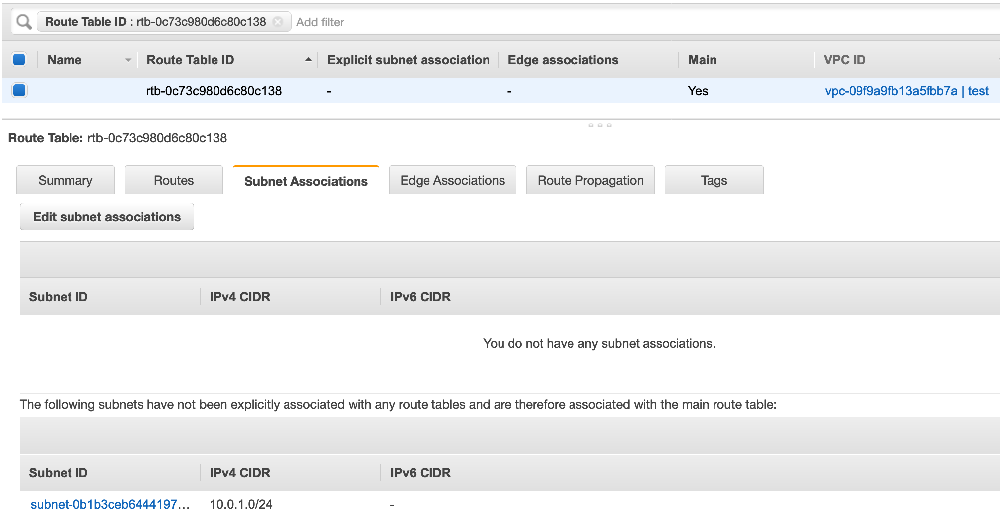 Route Table ID : rtb-0c73c980d6c80c138 Add filter
Name Route Table ID Explicit subnet association Edge associations Main VPC ID
rtb-0c73c980d6c80c138 - - Yes vpc-09f9a9fb13a5fbb7a | test
Route Table: rtb-0c73c980d6c80c138
Summary Routes Subnet Associations Edge Associations Route Propagation Tags
Edit subnet associations
Subnet ID IPv4 CIDR IPv6 CIDR
You do not have any subnet associations.
The following subnets have not been explicitly associated with any route tables and are therefore associated with the main route table:
Subnet ID IPv4 CIDR IPv6 CIDR
subnet-0b1b3ceb6444197... 10.0.1.0/24 -